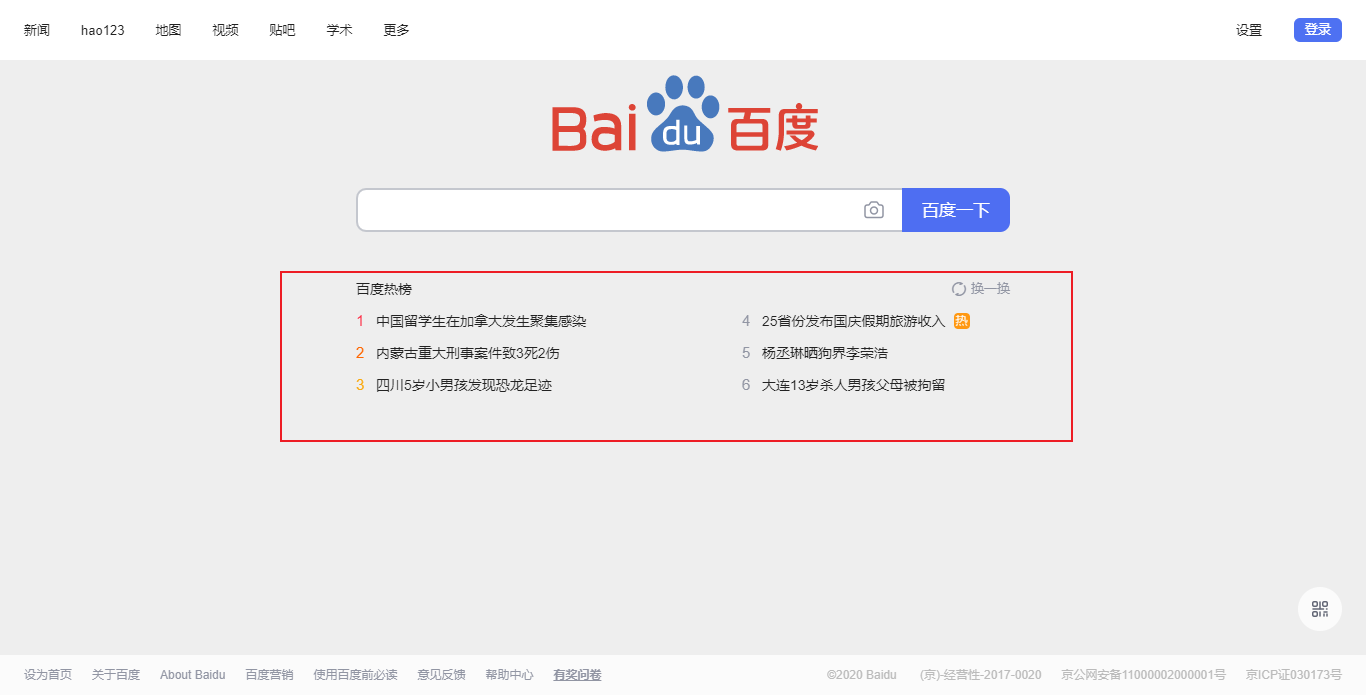 新闻 hao123 地图 视频 贴吧 学术 更多 设置 登录
Bai du 百度
百度一下
百度热榜 换一换
1 中国留学生在加拿大发生聚集感染
2 内蒙古重大刑事案件致3死2伤
3 四川5岁小男孩发现恐龙足迹
4 25省份发布国庆假期旅游收入 热
5 杨丞琳晒狗界李荣浩
6 大连13岁杀人男孩父母被拘留
设为首页 关于百度 About Baidu 百度营销 使用百度前必读 意见反馈 帮助中心 有奖问卷 ©2020 Baidu (京)-经营性-2017-0020 京公网安备11000002000001号 京ICP证030173号